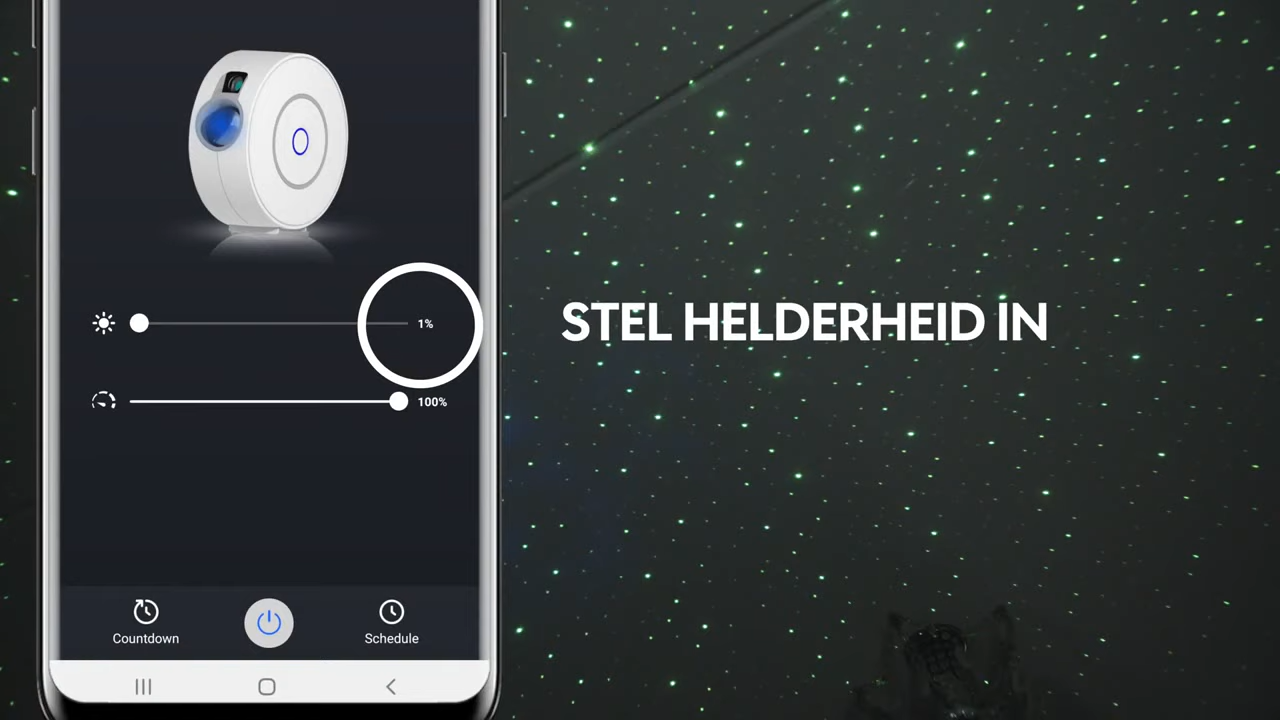 1%
STEL HELDERHEID IN
100%
Countdown
Schedule